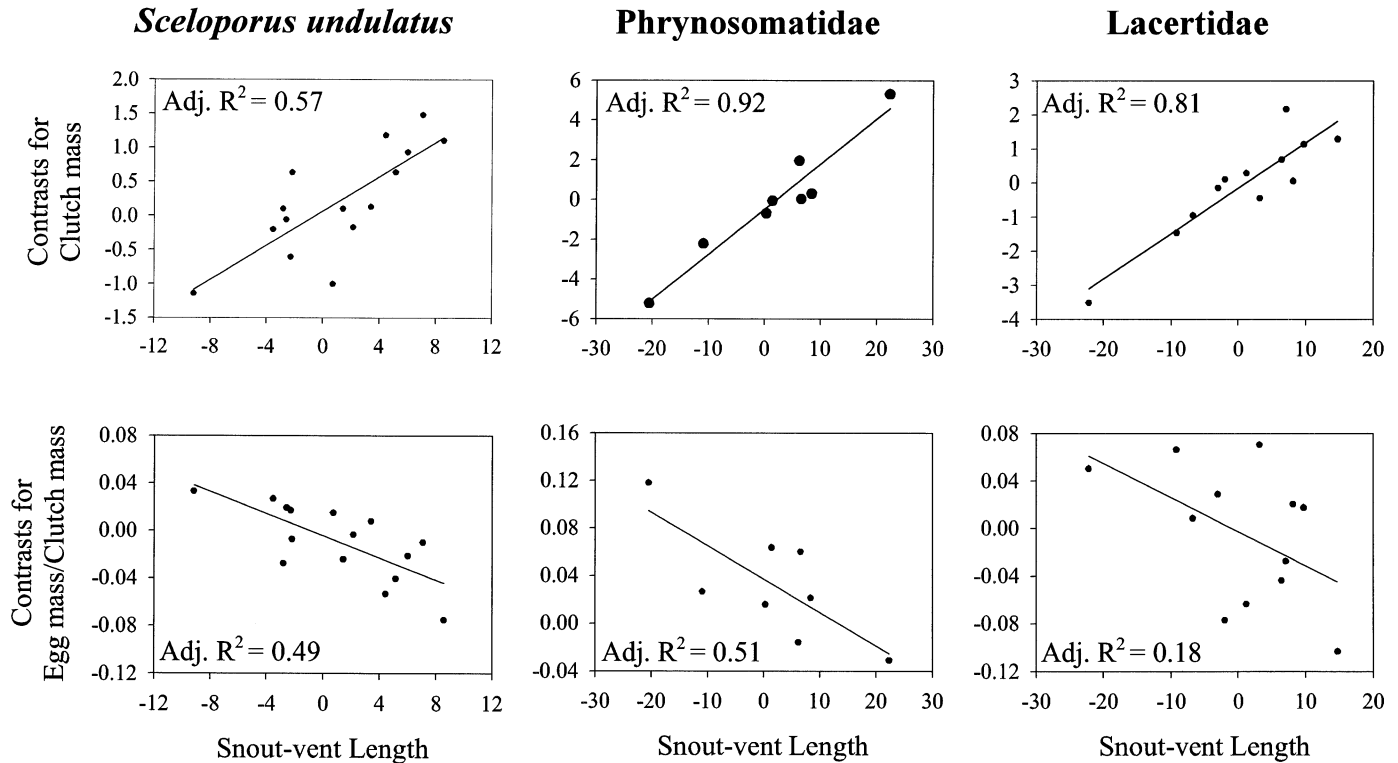 Sceloporus undulatus
Phrynosomatidae
Lacertidae
Contrasts for
Clutch mass
2.0
1.5
1.0
0.5
0.0
-0.5
-1.0
-1.5
Adj. R² = 0.57
-12 -8 -4 0 4 8 12
6
4
2
0
-2
-4
-6
Adj. R² = 0.92
-30 -20 -10 0 10 20 30
3
2
1
0
-1
-2
-3
-4
Adj. R² = 0.81
-30 -20 -10 0 10 20
Contrasts for
Egg mass/Clutch mass
0.08
0.04
0.00
-0.04
-0.08
-0.12
Adj. R² = 0.49
-12 -8 -4 0 4 8 12
Snout-vent Length
0.16
0.12
0.08
0.04
0.00
-0.04
Adj. R² = 0.51
-30 -20 -10 0 10 20 30
Snout-vent Length
0.08
0.04
0.00
-0.04
-0.08
-0.12
Adj. R² = 0.18
-30 -20 -10 0 10 20
Snout-vent Length